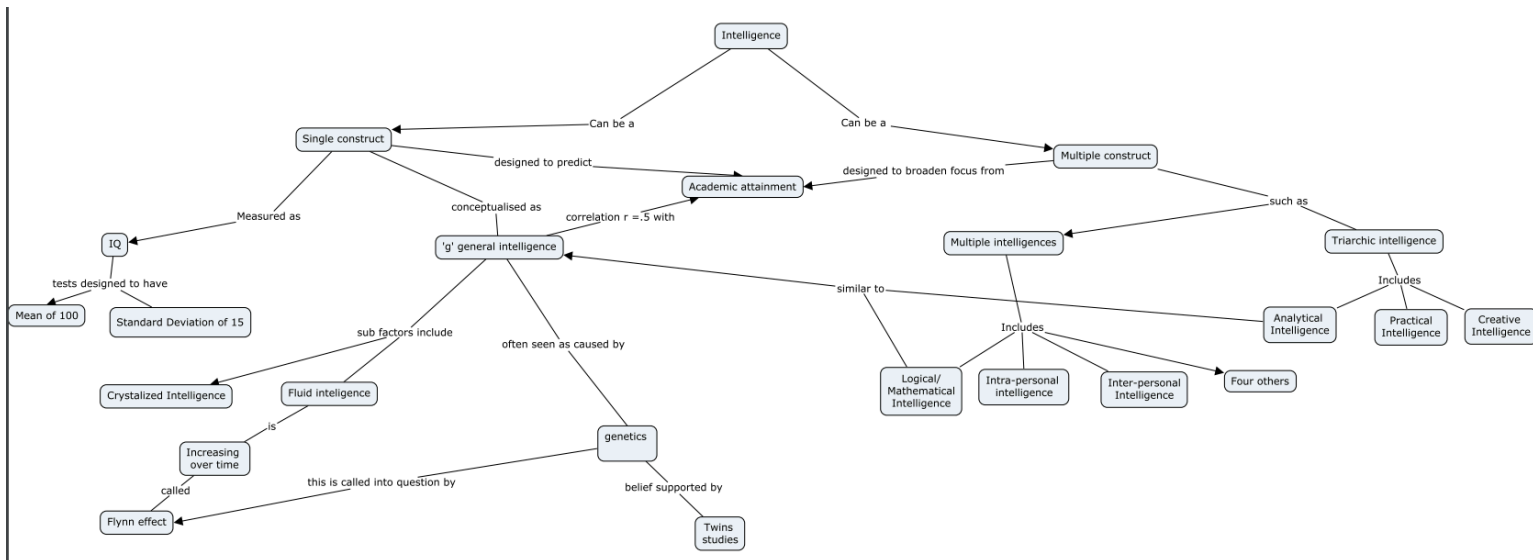 Intelligence
Can be a
Can be a
Single construct
Multiple construct
designed to predict
designed to broaden focus from
Academic attainment
Measured as
conceptualised as
correlation r =.5 with
such as
IQ
'g' general intelligence
Multiple intelligences
Triarchic intelligence
tests designed to have
similar to
Includes
Mean of 100
Standard Deviation of 15
Analytical
Intelligence
Practical
Intelligence
Creative
Intelligence
sub factors include
often seen as caused by
Includes
Crystalized Intelligence
Fluid inteligence
Logical/
Mathematical
Intelligence
Intra-personal
intelligence
Inter-personal
Intelligence
Four others
is
Increasing
over time
genetics
called
this is called into question by
belief supported by
Flynn effect
Twins
studies